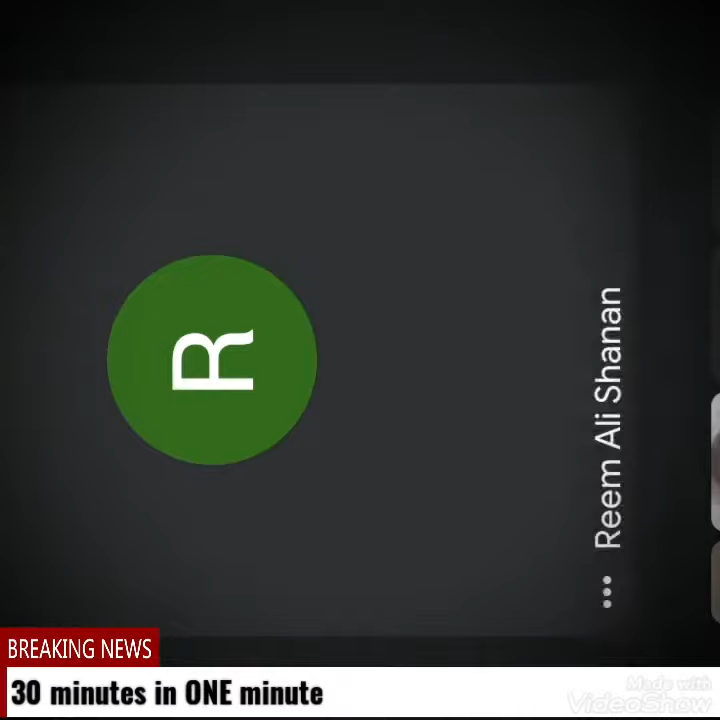 R
Reem Ali Shanan
BREAKING NEWS
30 minutes in ONE minute
Made with
VideoShow